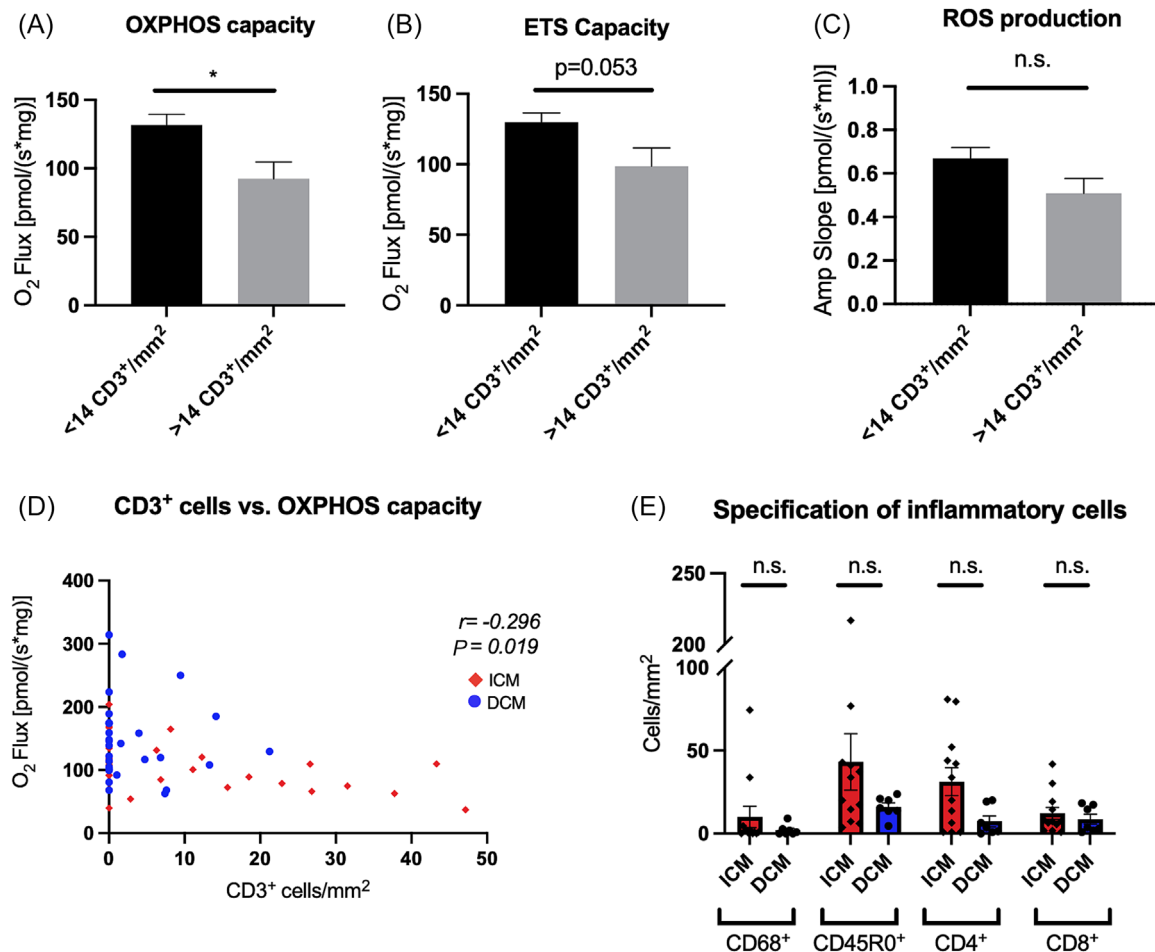 (A)
OXPHOS capacity
*
O2 Flux [pmol/(s*mg)]
150
100
50
0
<14 CD3+/mm2
>14 CD3+/mm2
(B)
ETS Capacity
p=0.053
O2 Flux [pmol/(s*mg)]
150
100
50
0
<14 CD3+/mm2
>14 CD3+/mm2
(C)
ROS production
n.s.
Amp Slope [pmol/(s*ml)]
1.0
0.8
0.6
0.4
0.2
0.0
<14 CD3+/mm2
>14 CD3+/mm2
(D)
CD3+ cells vs. OXPHOS capacity
O2 Flux [pmol/(s*mg)]
400
300
200
100
0
r= -0.296
P = 0.019
ICM
DCM
0 10 20 30 40 50
CD3+ cells/mm2
(E)
Specification of inflammatory cells
n.s. n.s. n.s. n.s.
Cells/mm2
250
200
100
50
0
ICM DCM ICM DCM ICM DCM ICM DCM
CD68+ CD45R0+ CD4+ CD8+